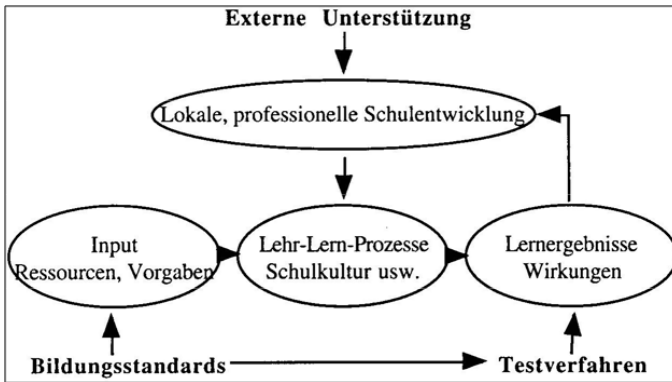 Externe Unterstützung
Lokale, professionelle Schulentwicklung
Input
Ressourcen, Vorgaben
Lehr-Lern-Prozesse
Schulkultur usw.
Lernergebnisse
Wirkungen
Bildungsstandards
Testverfahren